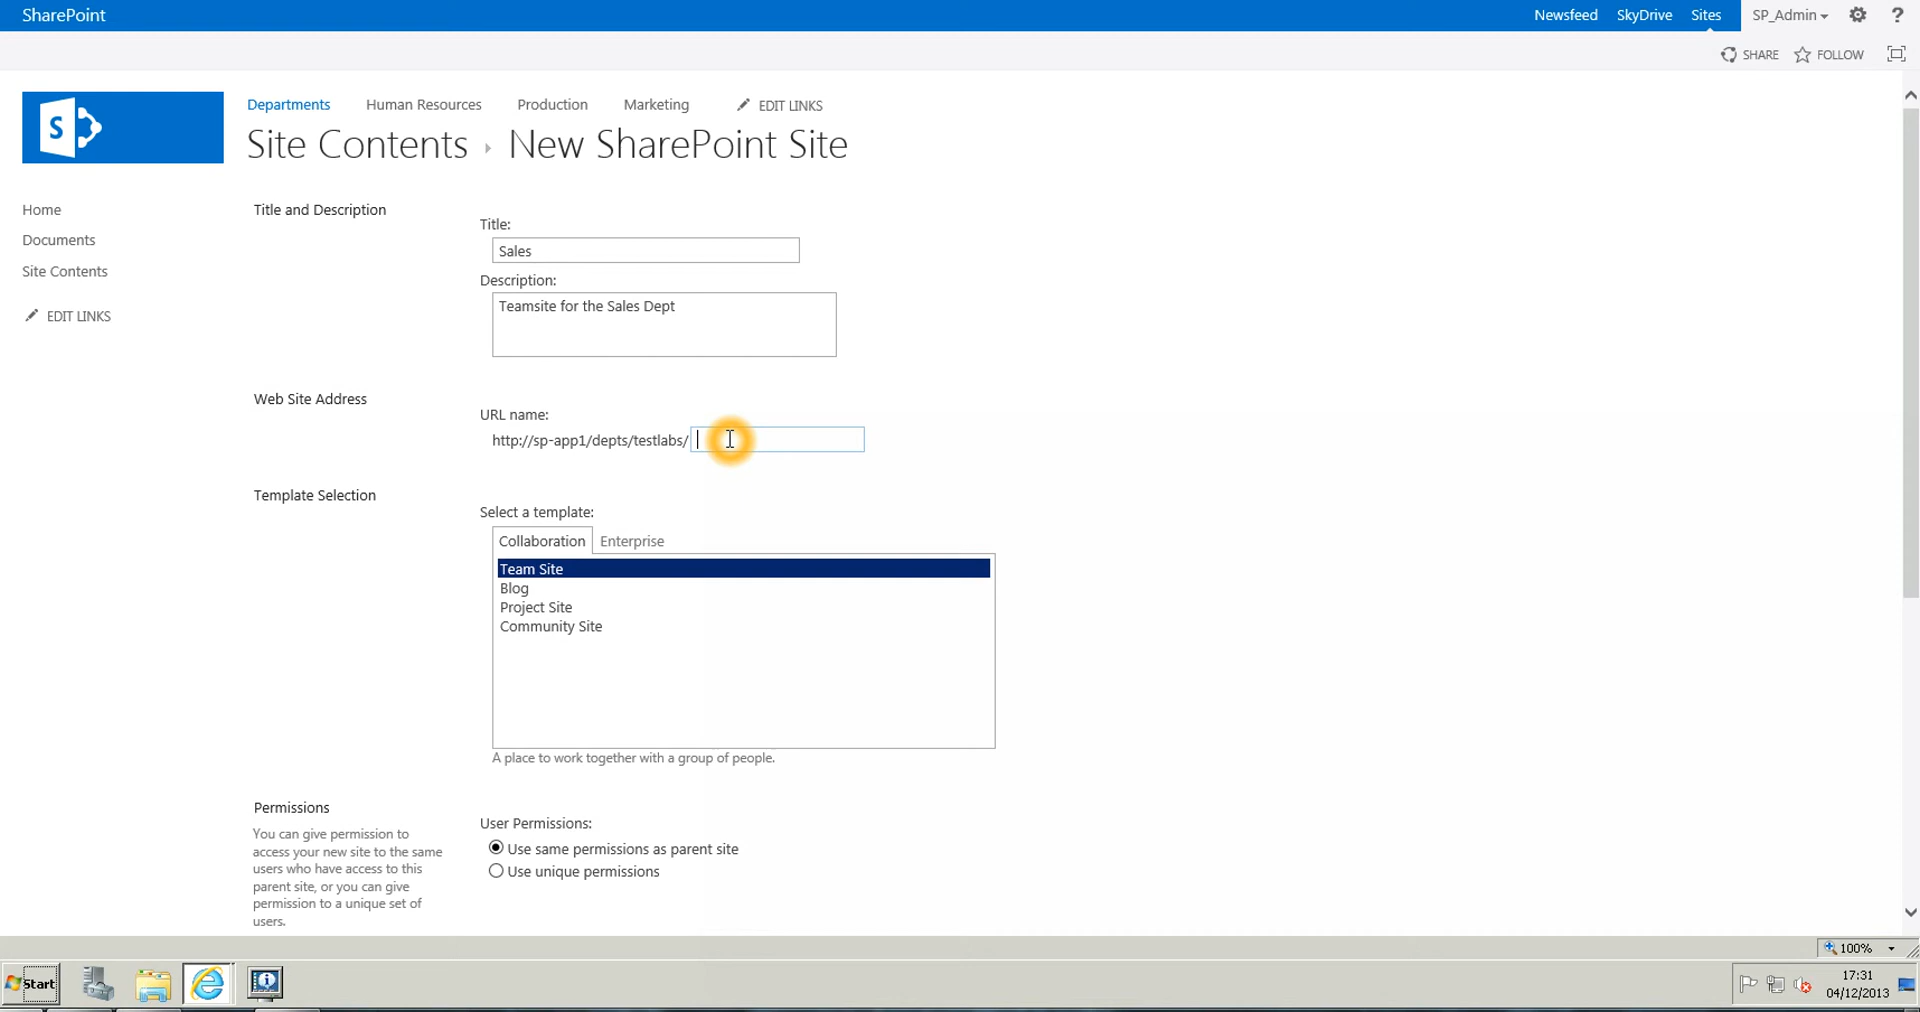 SharePoint
Newsfeed SkyDrive Sites SP_Admin ?
SHARE FOLLOW
S
Departments Human Resources Production Marketing EDIT LINKS
Site Contents New SharePoint Site
Home
Documents
Site Contents
EDIT LINKS
Title and Description
Title:
Sales
Description:
Teamsite for the Sales Dept
Web Site Address
URL name:
http://sp-app1/depts/testlabs/
Template Selection
Select a template:
Collaboration Enterprise
Team Site
Blog
Project Site
Community Site
A place to work together with a group of people.
Permissions
You can give permission to
access your new site to the same
users who have access to this
parent site, or you can give
permission to a unique set of
users.
User Permissions:
Use same permissions as parent site
Use unique permissions
100%
Start
17:31
04/12/2013